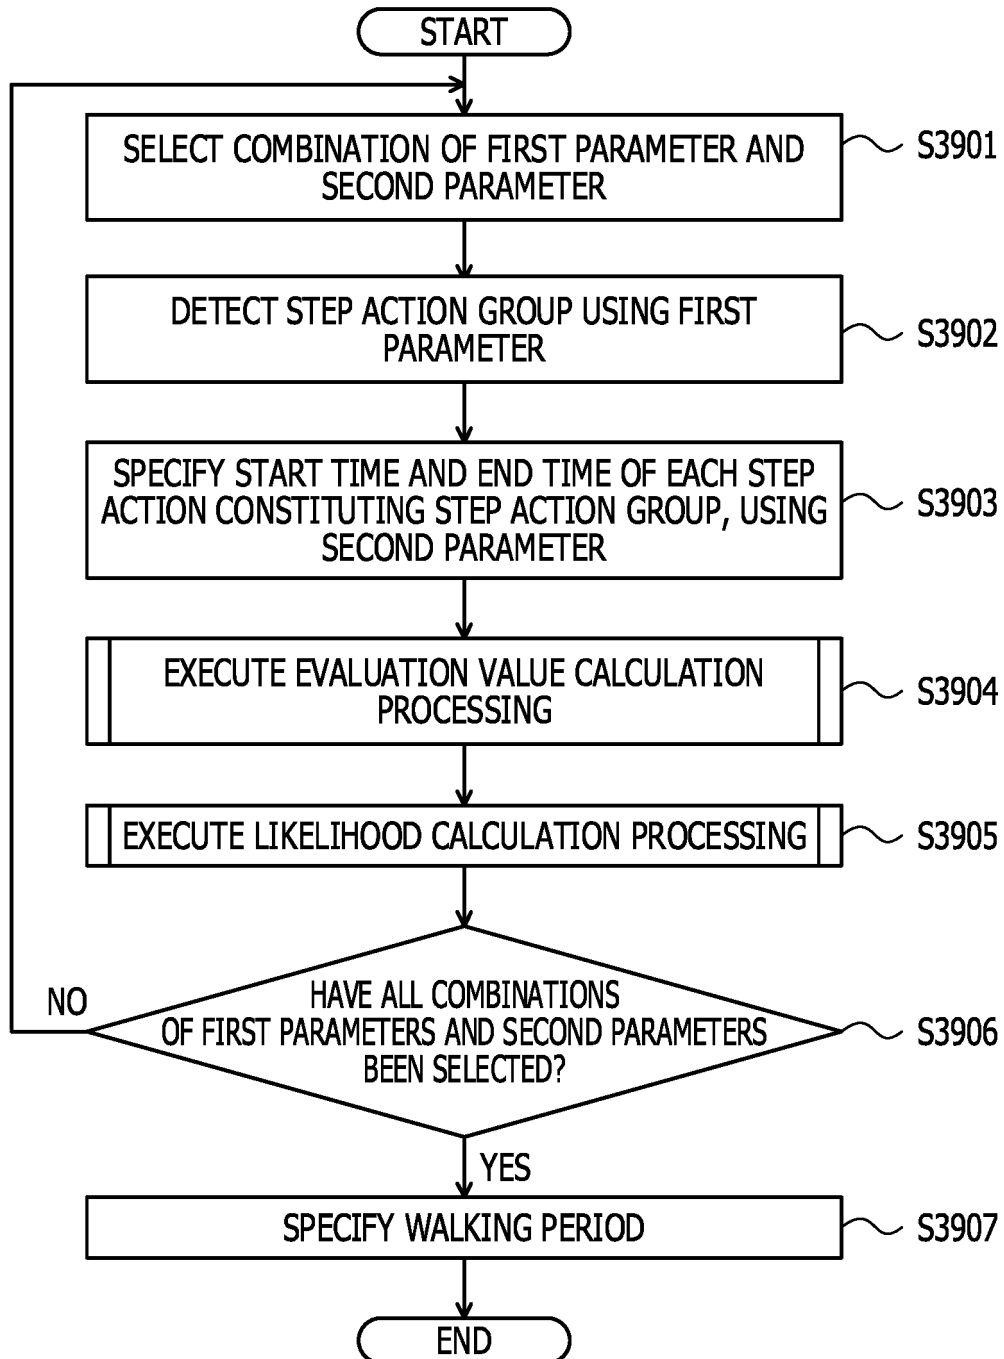 START
SELECT COMBINATION OF FIRST PARAMETER AND
SECOND PARAMETER
S3901
DETECT STEP ACTION GROUP USING FIRST
PARAMETER
S3902
SPECIFY START TIME AND END TIME OF EACH STEP
ACTION CONSTITUTING STEP ACTION GROUP, USING
SECOND PARAMETER
S3903
EXECUTE EVALUATION VALUE CALCULATION
PROCESSING
S3904
EXECUTE LIKELIHOOD CALCULATION PROCESSING
S3905
HAVE ALL COMBINATIONS
OF FIRST PARAMETERS AND SECOND PARAMETERS
BEEN SELECTED?
S3906
NO
YES
SPECIFY WALKING PERIOD
S3907
END